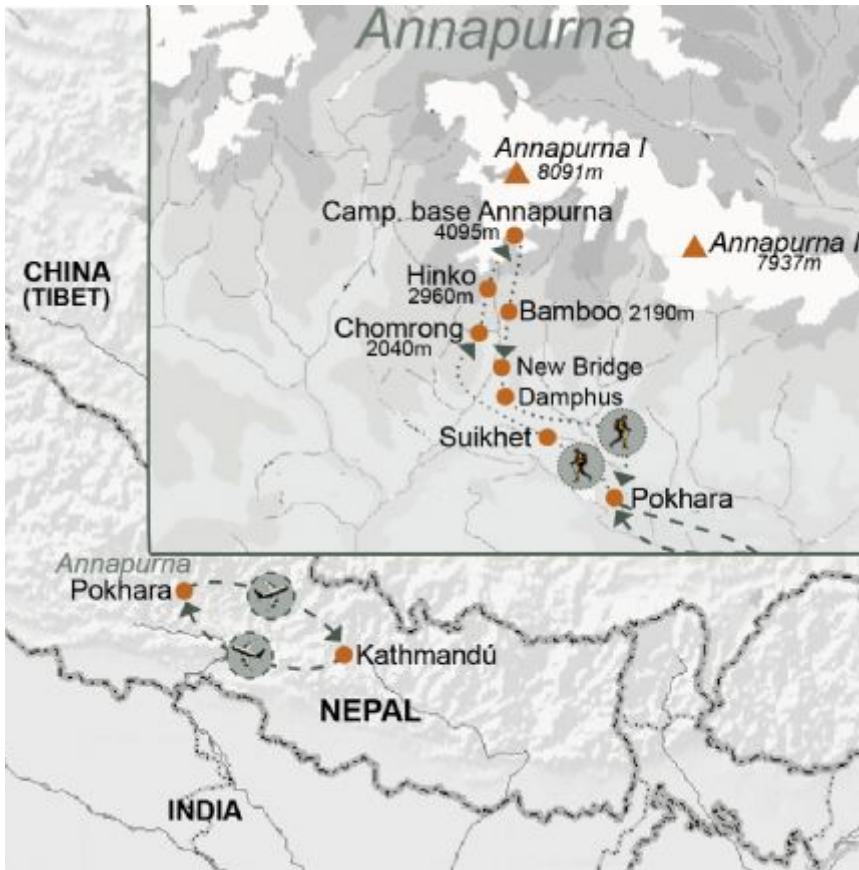 Annapurna
Annapurna I
8091m
Camp. base Annapurna
4095m
Annapurna I
7937m
Hinko
2960m
Bamboo 2190m
Chomrong
2040m
New Bridge
Damphus
Suikhet
Pokhara
CHINA
(TIBET)
Annapurna
Pokhara
Kathmandú
NEPAL
INDIA